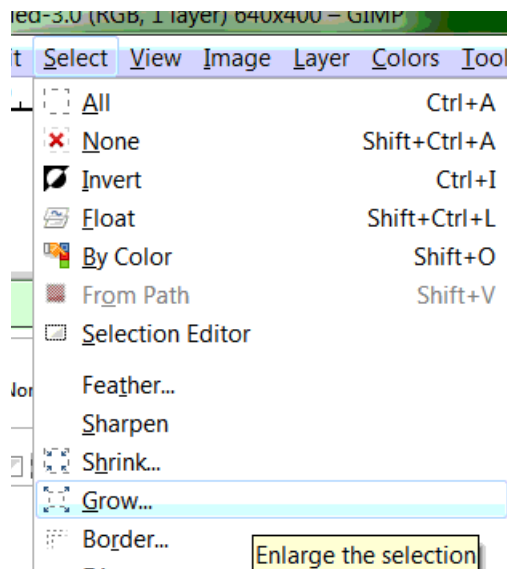 ed-3.0 (RGB, 1 layer) 640x400 – GIMP
it Select View Image Layer Colors Tool
All Ctrl+A
None Shift+Ctrl+A
Invert Ctrl+I
Float Shift+Ctrl+L
By Color Shift+O
From Path Shift+V
Selection Editor
Feather...
Nor
Sharpen
Shrink...
Grow...
Border...
Enlarge the selection